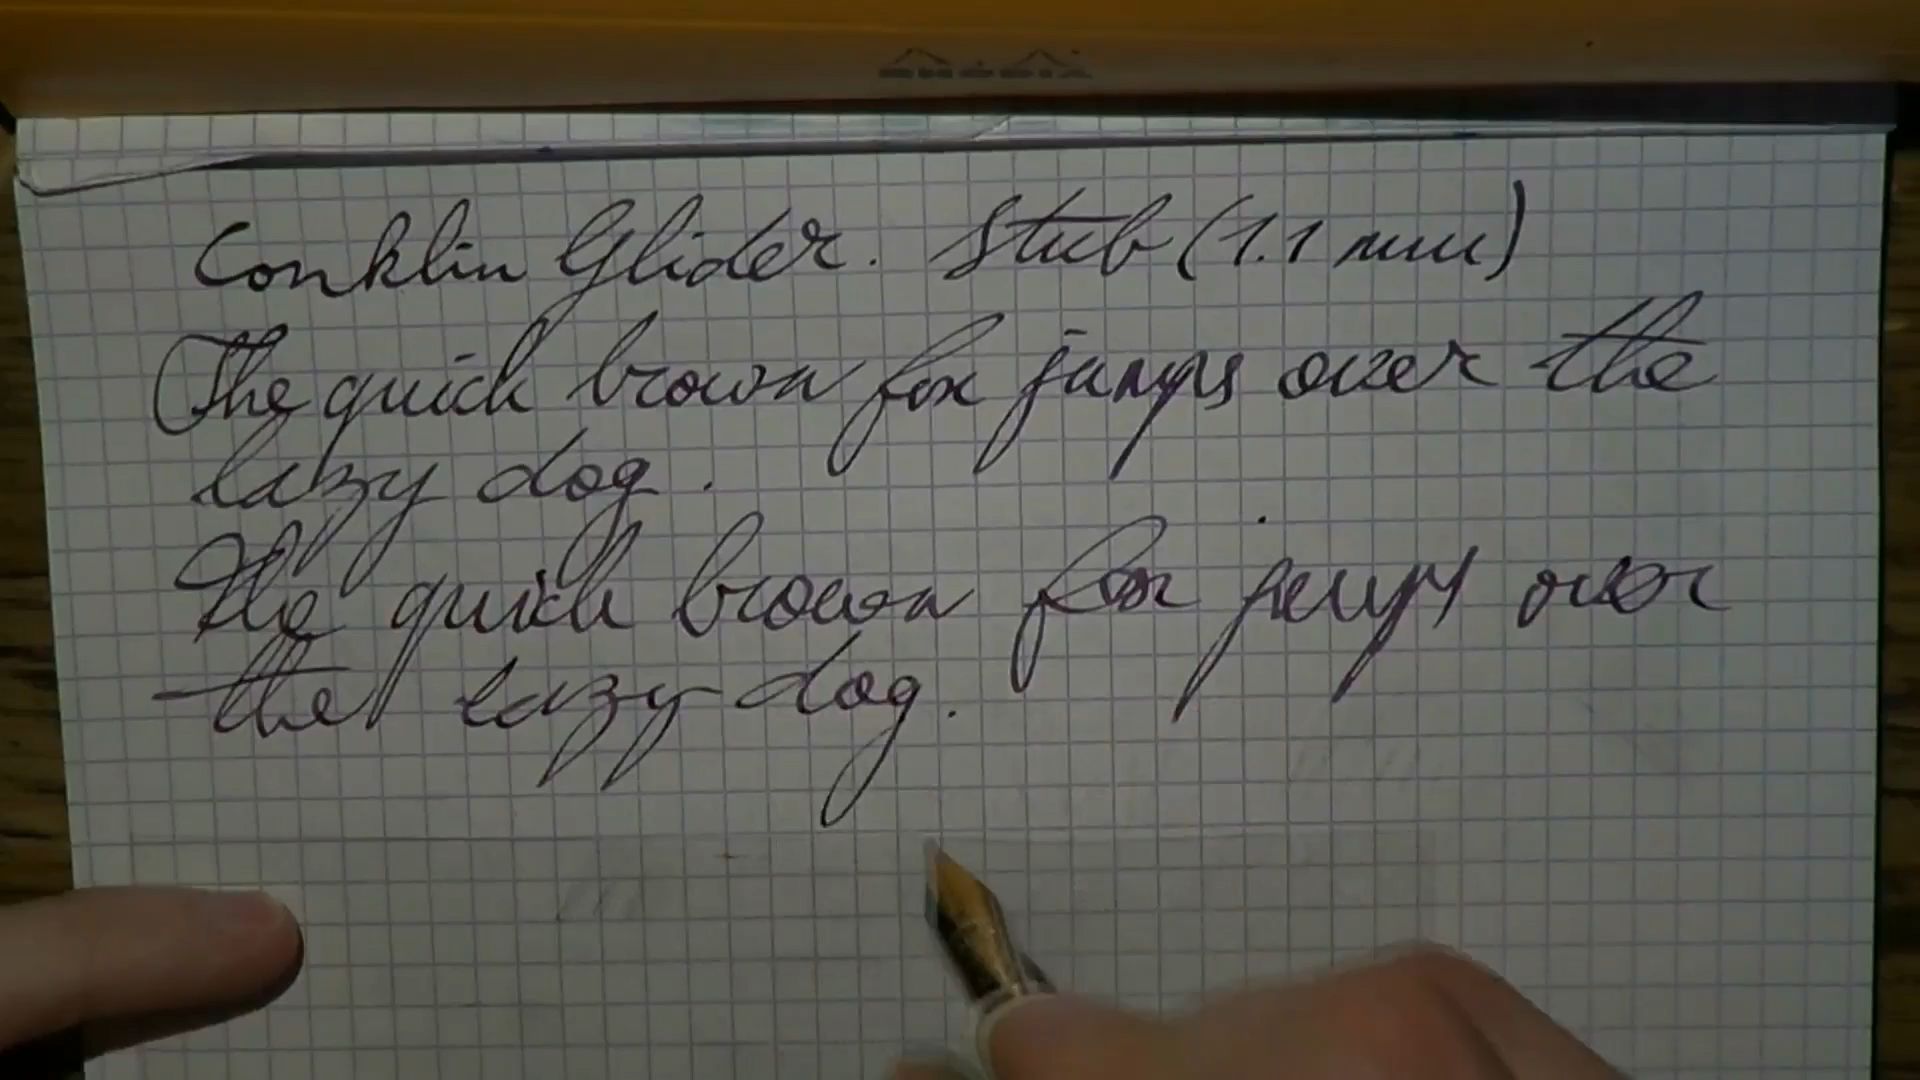 Conklin Glider. Stub (1.1 mm)
The quick brown fox jumps over the
lazy dog.
The quick brown fox jumps over
the lazy dog.